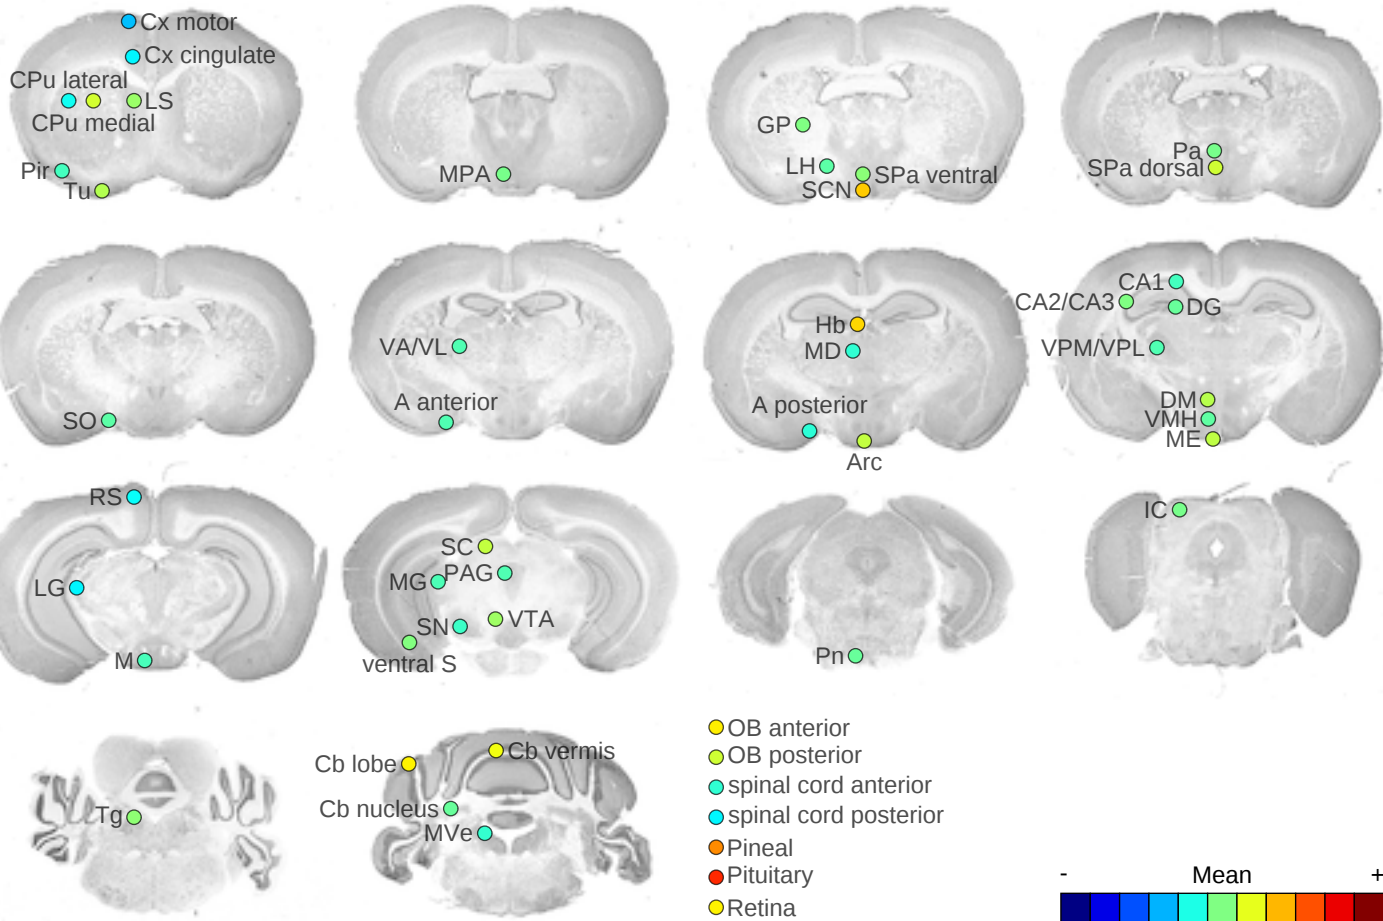 Cx motor
Cx cingulate
CPu lateral
LS
CPu medial
Pir
Tu
MPA
GP
LH
SPa ventral
SCN
Pa
SPa dorsal
SO
VA/VL
A anterior
Hb
MD
A posterior
Arc
CA1
CA2/CA3
DG
VPM/VPL
DM
VMH
ME
RS
LG
M
SC
MG
PAG
SN
VTA
ventral S
Pn
IC
Tg
Cb lobe
Cb vermis
Cb nucleus
MVe
OB anterior
OB posterior
spinal cord anterior
spinal cord posterior
Pineal
Pituitary
Retina
- Mean +